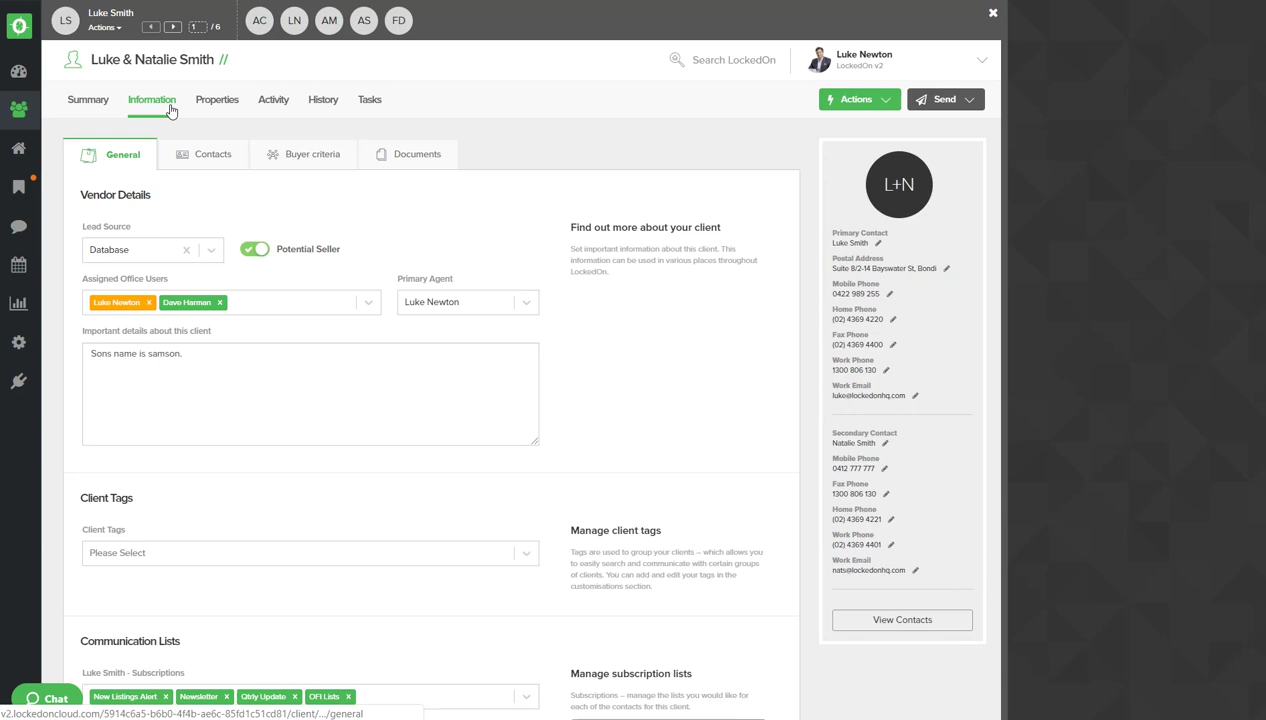 LS
Luke Smith
Actions
1 / 6
AC
LN
AM
AS
FD
Luke & Natalie Smith //
Search LockedOn
Luke Newton
LockedOn v2
Summary
Information
Properties
Activity
History
Tasks
Actions
Send
General
Contacts
Buyer criteria
Documents
Vendor Details
Lead Source
Database
Potential Seller
Find out more about your client
Set important information about this client. This
information can be used in various places throughout
LockedOn.
Assigned Office Users
Luke Newton x
Dave Harman x
Primary Agent
Luke Newton
Important details about this client
Sons name is samson.
Client Tags
Client Tags
Please Select
Manage client tags
Tags are used to group your clients – which allows you
to easily search and communicate with certain groups
of clients. You can add and edit your tags in the
customisations section.
Communication Lists
Luke Smith - Subscriptions
New Listings Alert x
Newsletter x
Qtrly Update x
OFI Lists x
Manage subscription lists
Subscriptions – manage the lists you would like for
each of the contacts for this client.
L+N
Primary Contact
Luke Smith
Postal Address
Suite 8/2-14 Bayswater St, Bondi
Mobile Phone
0422 989 255
Home Phone
(02) 4369 4220
Fax Phone
(02) 4369 4400
Work Phone
1300 806 130
Work Email
luke@lockedonhq.com
Secondary Contact
Natalie Smith
Mobile Phone
0412 777 777
Fax Phone
1300 806 130
Home Phone
(02) 4369 4221
Work Phone
(02) 4369 4401
Work Email
nats@lockedonhq.com
View Contacts
Chat
v2.lockedoncloud.com/5914c6a5-b6b0-4f4b-ae6c-85fd1c51cd81/client/.../general